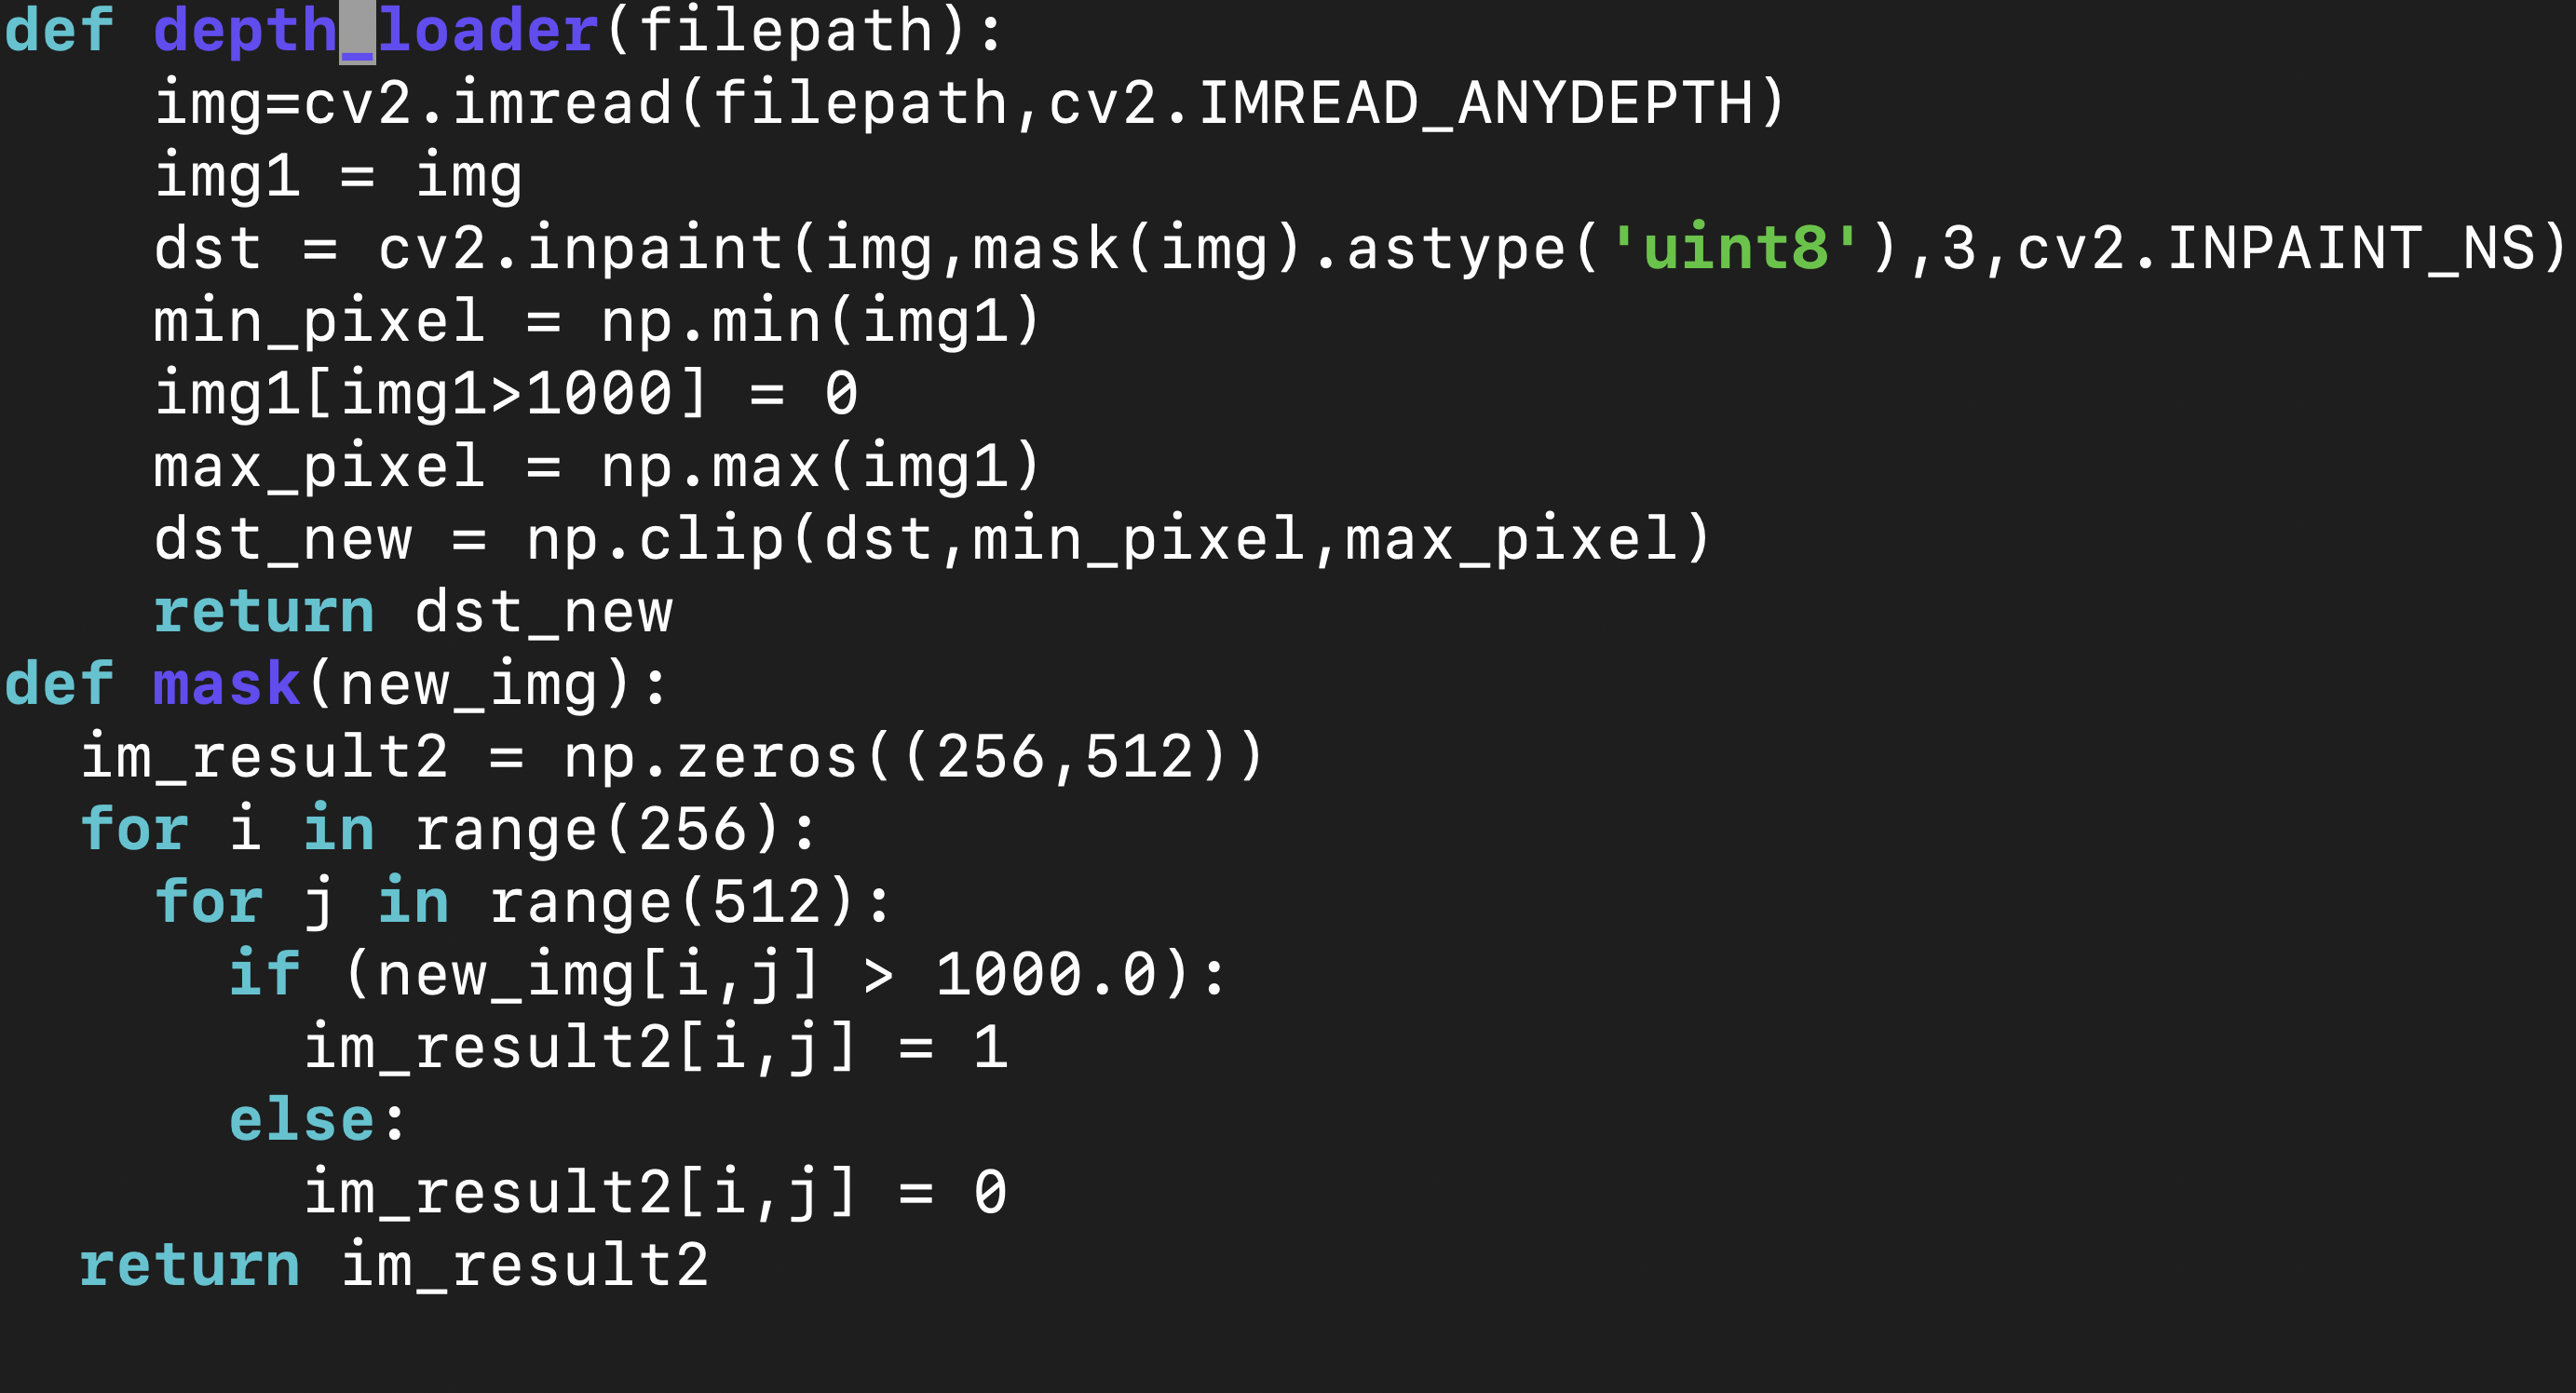 def depth_loader(filepath):
    img=cv2.imread(filepath,cv2.IMREAD_ANYDEPTH)
    img1 = img
    dst = cv2.inpaint(img,mask(img).astype('uint8'),3,cv2.INPAINT_NS)
    min_pixel = np.min(img1)
    img1[img1>1000] = 0
    max_pixel = np.max(img1)
    dst_new = np.clip(dst,min_pixel,max_pixel)
    return dst_new
def mask(new_img):
  im_result2 = np.zeros((256,512))
  for i in range(256):
    for j in range(512):
      if (new_img[i,j] > 1000.0):
        im_result2[i,j] = 1
      else:
        im_result2[i,j] = 0
  return im_result2